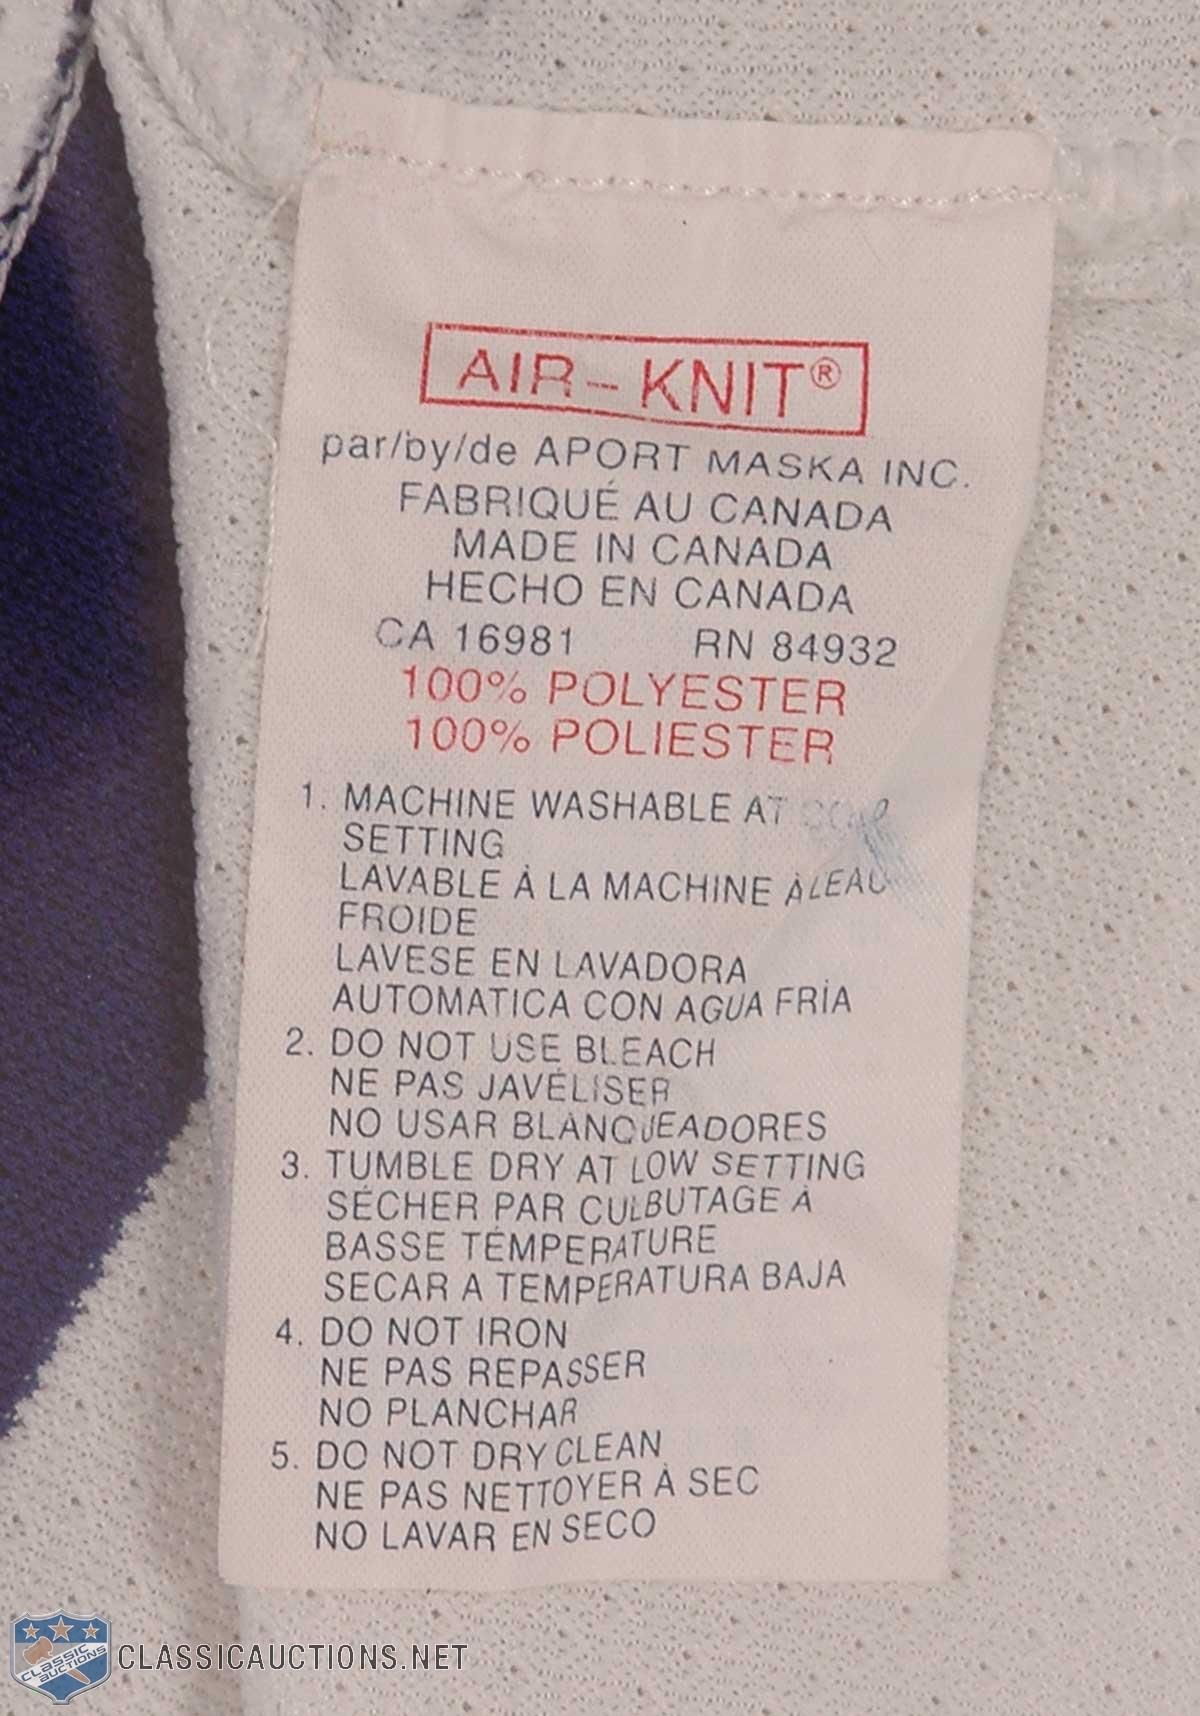 AIR-KNIT®
par/by/de APORT MASKA INC.
FABRIQUÉ AU CANADA
MADE IN CANADA
HECHO EN CANADA
CA 16981 RN 84932
100% POLYESTER
100% POLIESTER
1. MACHINE WASHABLE AT
SETTING
LAVABLE À LA MACHINE À LEAU
FROIDE
LAVESE EN LAVADORA
AUTOMATICA CON AGUA FRÍA
2. DO NOT USE BLEACH
NE PAS JAVÉLISER
NO USAR BLANQUEADORES
3. TUMBLE DRY AT LOW SETTING
SÉCHER PAR CULBUTAGE À
BASSE TÉMPERATURE
SECAR A TEMPERATURA BAJA
4. DO NOT IRON
NE PAS REPASSER
NO PLANCHAR
5. DO NOT DRY CLEAN
NE PAS NETTOYER À SEC
NO LAVAR EN SECO
CLASSIC
AUCTIONS
CLASSICAUCTIONS.NET